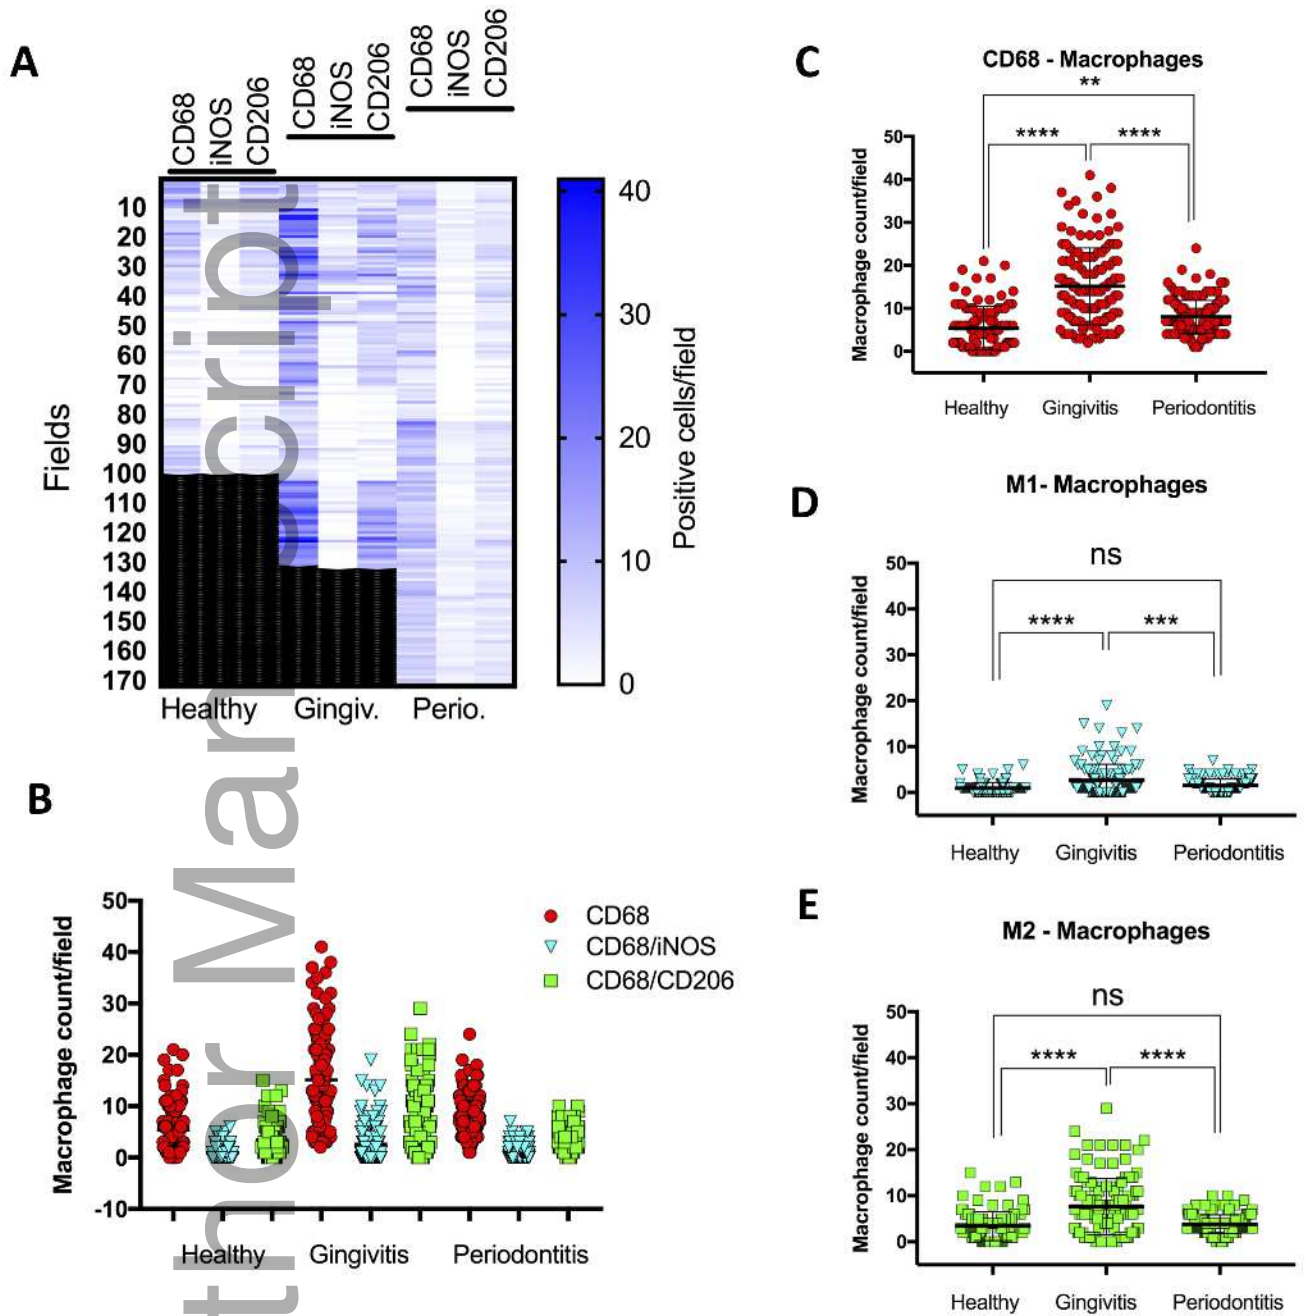 A
CD68
iNOS
CD206
CD68
iNOS
CD206
CD68
iNOS
CD206
Fields
10
20
30
40
50
60
70
80
90
100
110
120
130
140
150
160
170
Healthy Gingiv. Perio.
40
30
20
10
0
Positive cells/field
B
Macrophage count/field
50
40
30
20
10
0
-10
CD68
CD68/iNOS
CD68/CD206
Healthy Gingivitis Periodontitis
C
CD68 - Macrophages
**
**** ****
Macrophage count/field
50
40
30
20
10
0
Healthy Gingivitis Periodontitis
D
M1- Macrophages
ns
**** ***
Macrophage count/field
50
40
30
20
10
0
Healthy Gingivitis Periodontitis
E
M2 - Macrophages
ns
**** ****
Macrophage count/field
50
40
30
20
10
0
Healthy Gingivitis Periodontitis
thor Manuscript